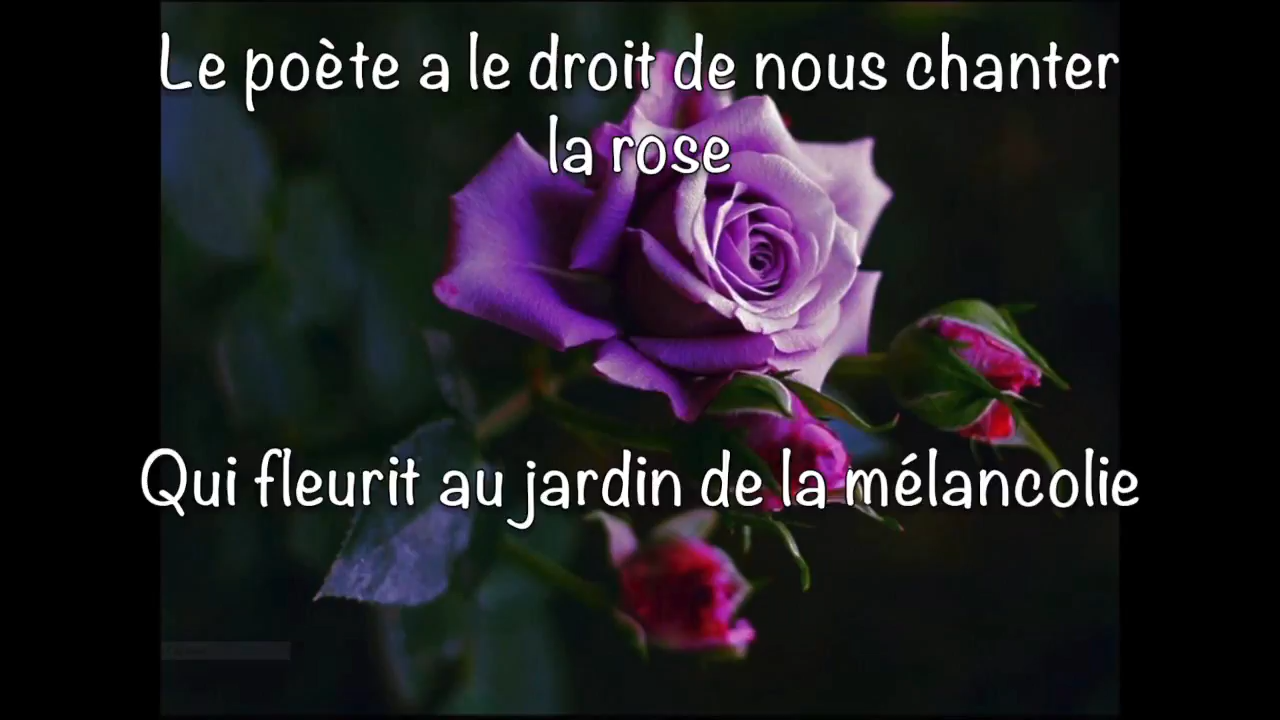 Le poète a le droit de nous chanter
la rose
Qui fleurit au jardin de la mélancolie